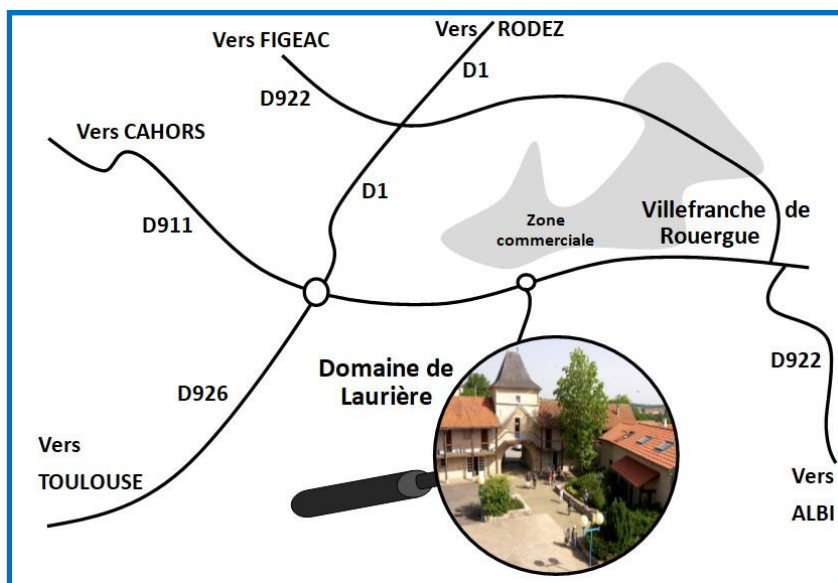 Vers RODEZ
Vers FIGEAC
D1
D922
Vers CAHORS
D1
D911
Villefranche de
Rouergue
Zone
commerciale
Domaine de
Laurière
D922
D926
Vers
TOULOUSE
Vers
ALBI